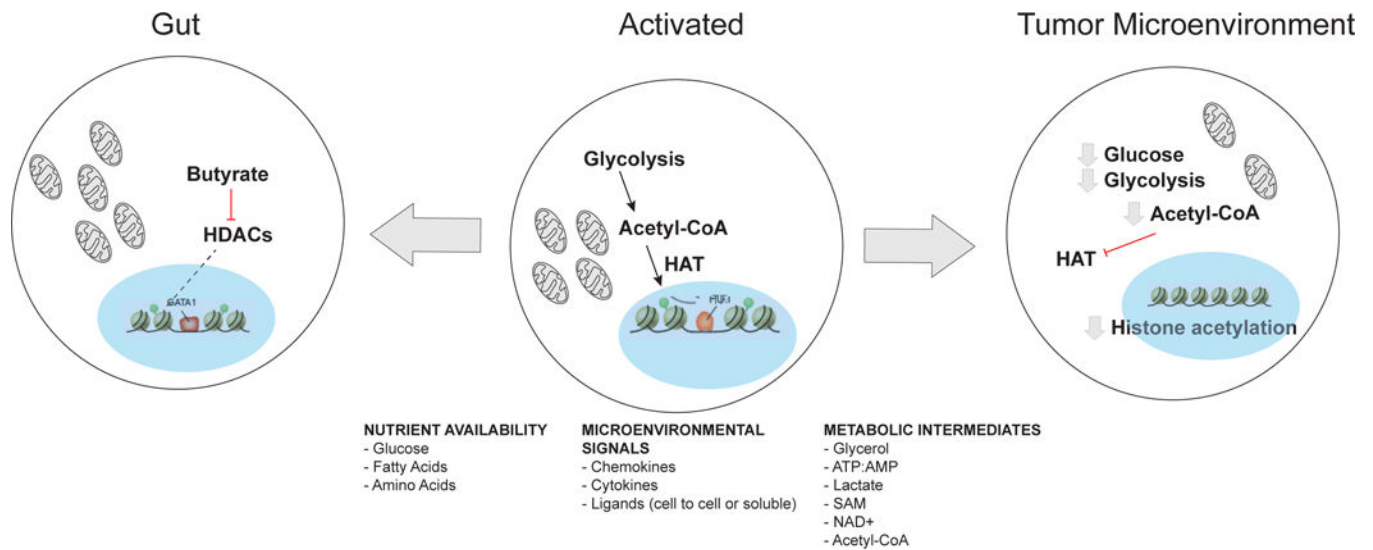 Gut
Activated
Tumor Microenvironment
Butyrate
HDACs
GATA1
Glycolysis
Acetyl-CoA
HAT
Glucose
Glycolysis
Acetyl-CoA
HAT
Histone acetylation
NUTRIENT AVAILABILITY
- Glucose
- Fatty Acids
- Amino Acids
MICROENVIRONMENTAL
SIGNALS
- Chemokines
- Cytokines
- Ligands (cell to cell or soluble)
METABOLIC INTERMEDIATES
- Glycerol
- ATP:AMP
- Lactate
- SAM
- NAD+
- Acetyl-CoA